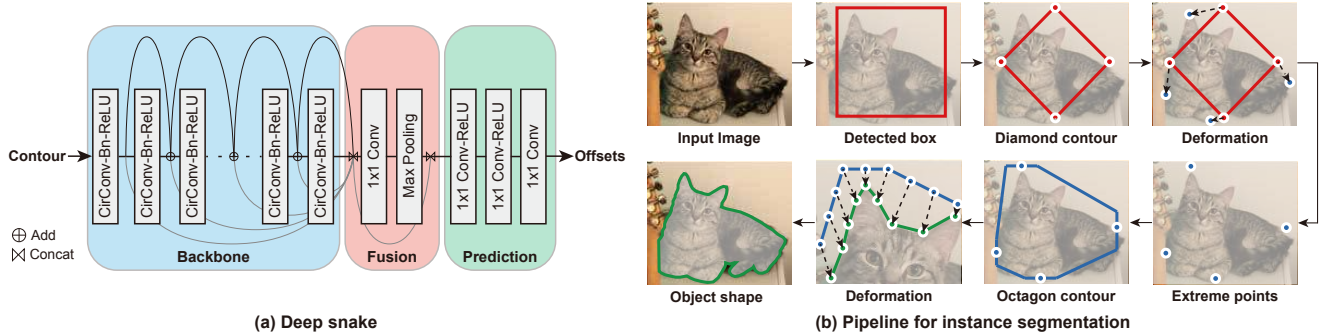 Contour
CirConv-Bn-ReLU
CirConv-Bn-ReLU
CirConv-Bn-ReLU
CirConv-Bn-ReLU
CirConv-Bn-ReLU
1x1 Conv
Max Pooling
1x1 Conv-ReLU
1x1 Conv-ReLU
1x1 Conv
Offsets
Add
Concat
Backbone
Fusion
Prediction
(a) Deep snake
Input Image
Detected box
Diamond contour
Deformation
Object shape
Deformation
Octagon contour
Extreme points
(b) Pipeline for instance segmentation